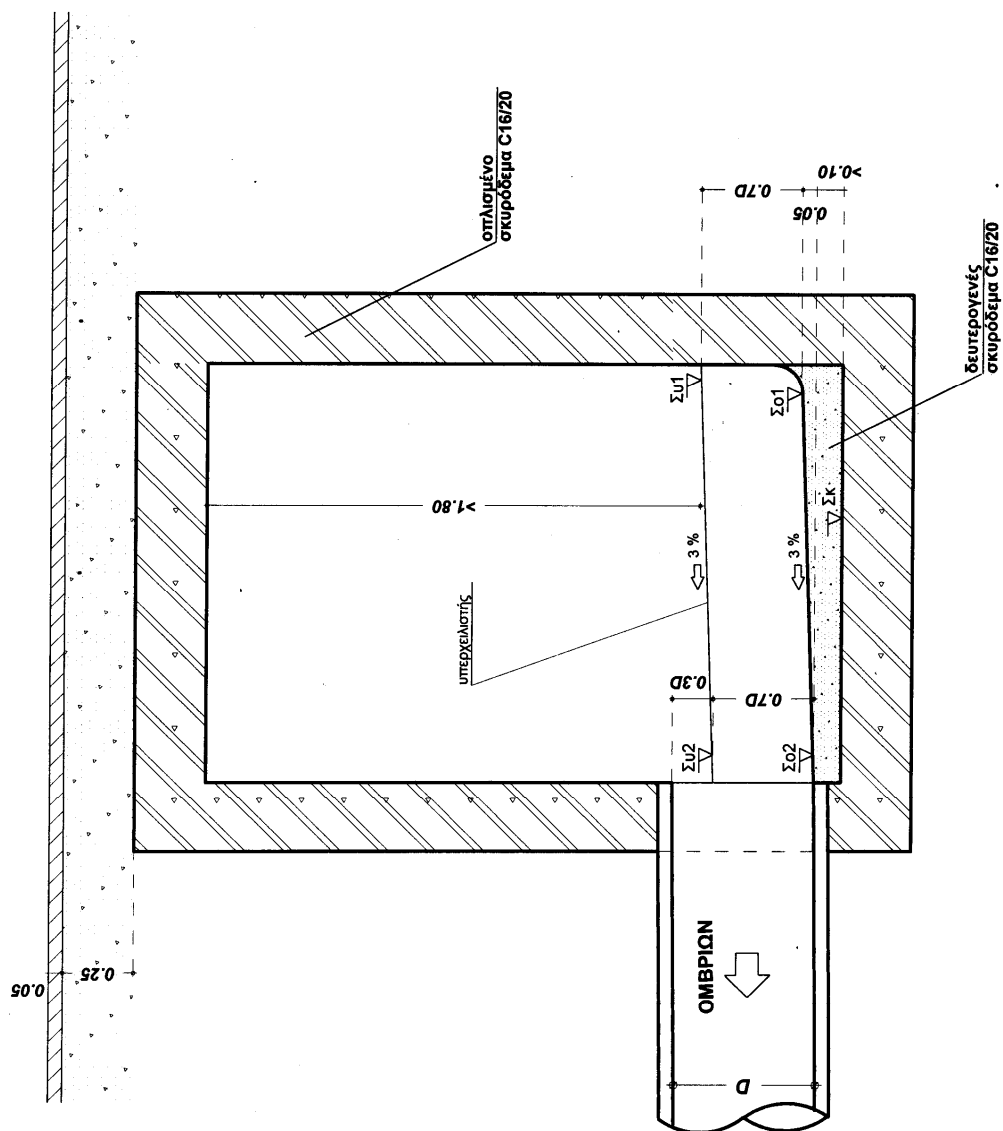 οπλισμένο
σκυρόδεμα C16/20
0.7D
0.05
>0.10
δευτερογενές
σκυρόδεμα C16/20
Συ1
Σο1
>1.80
Σκ
3 %
3 %
υπερχειλιστής
0.3D
0.7D
Συ2
Σο2
0.05
0.25
ΟΜΒΡΙΩΝ
D